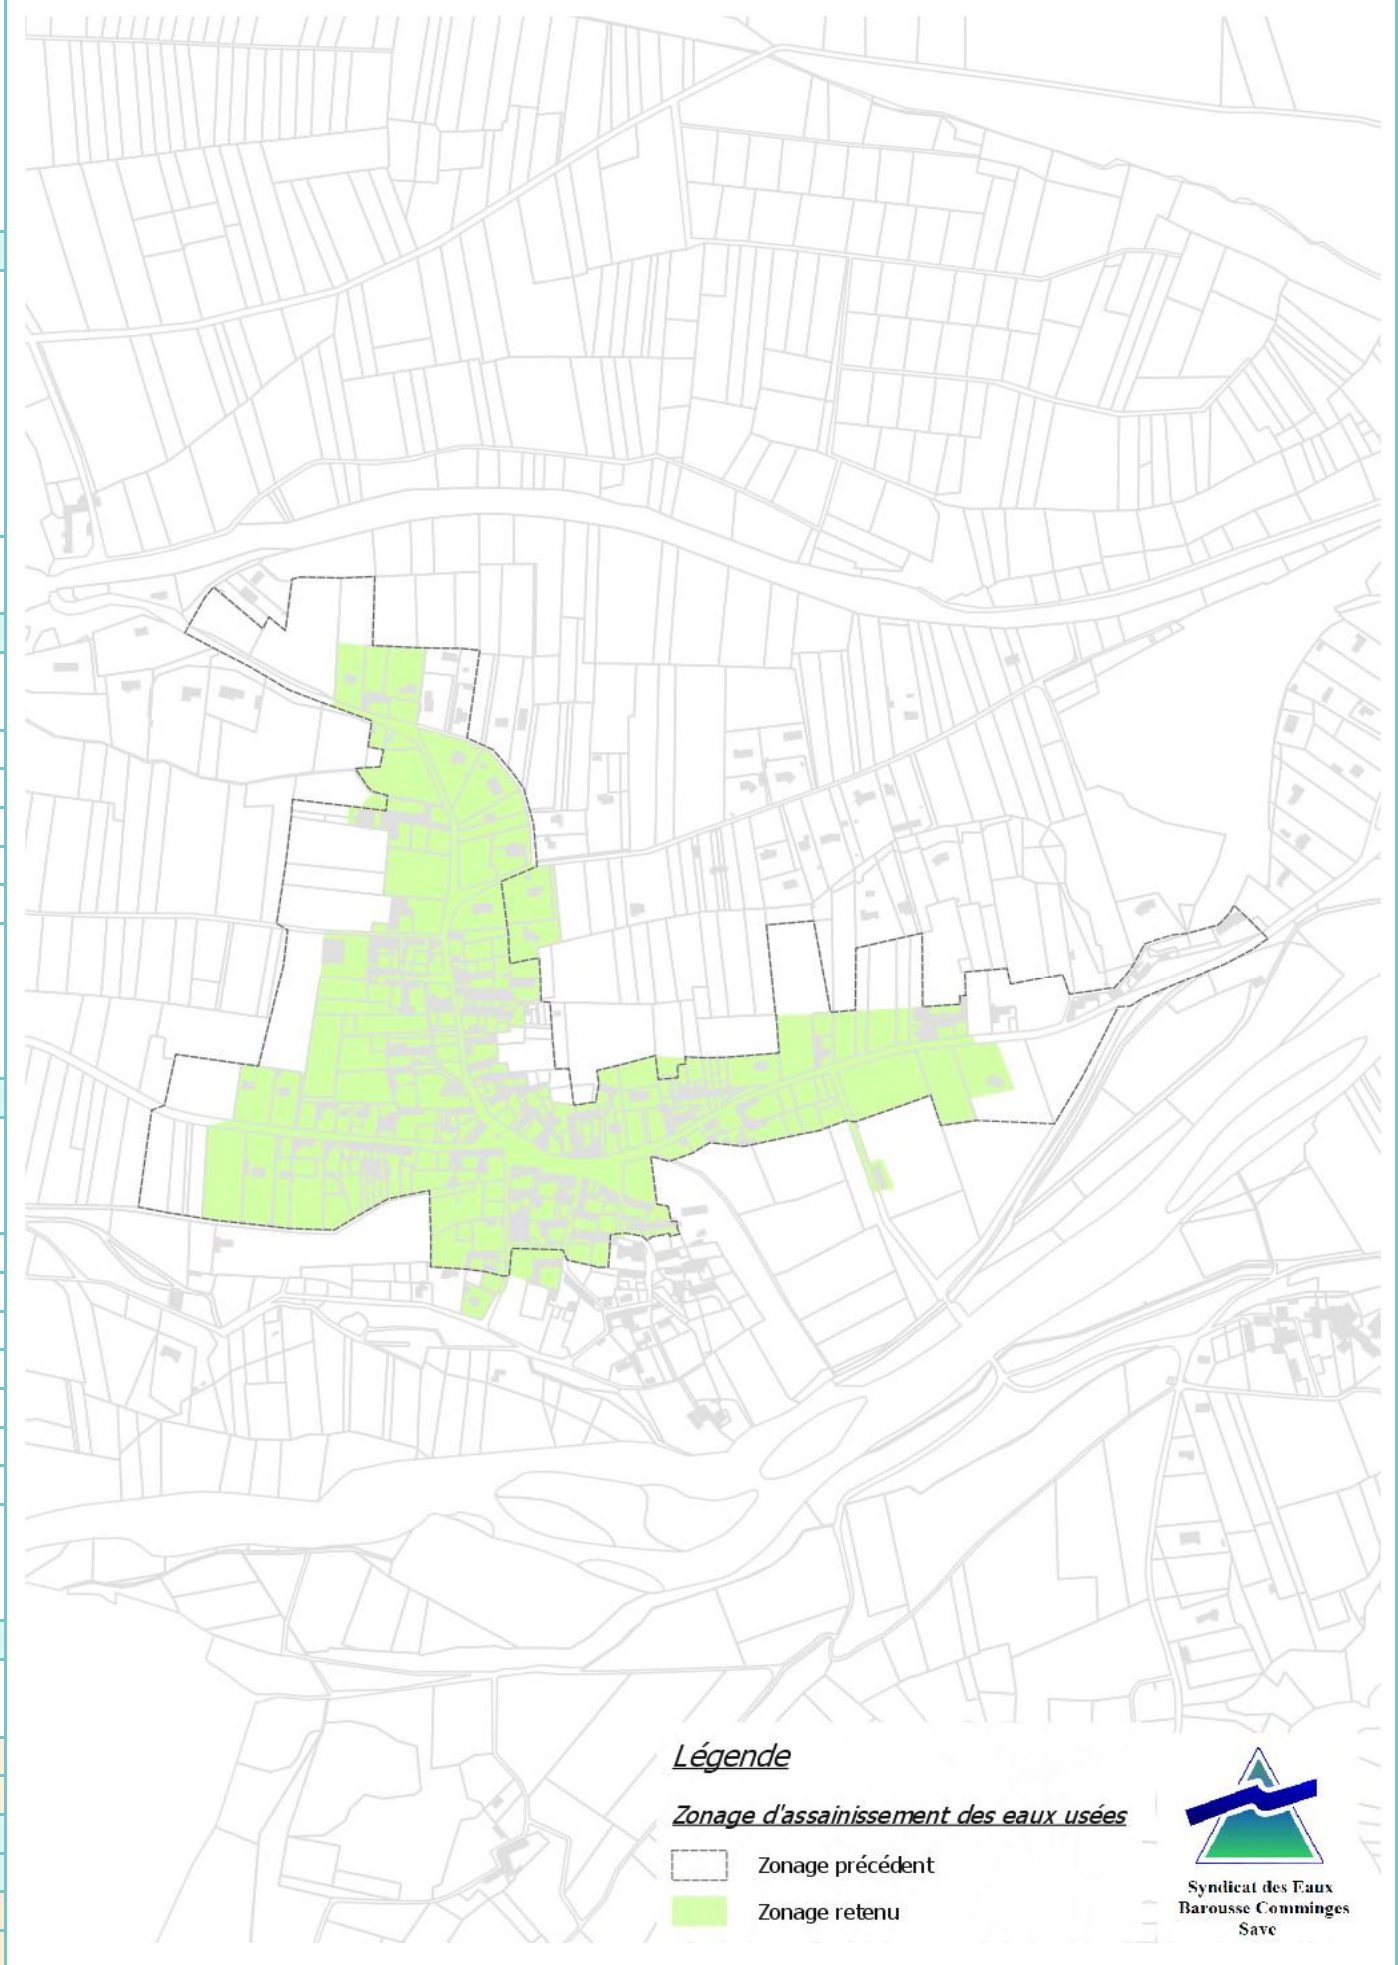 Légende
Zonage d'assainissement des eaux usées
Zonage précédent
Zonage retenu
Syndicat des Eaux
Barousse Comminges
Save